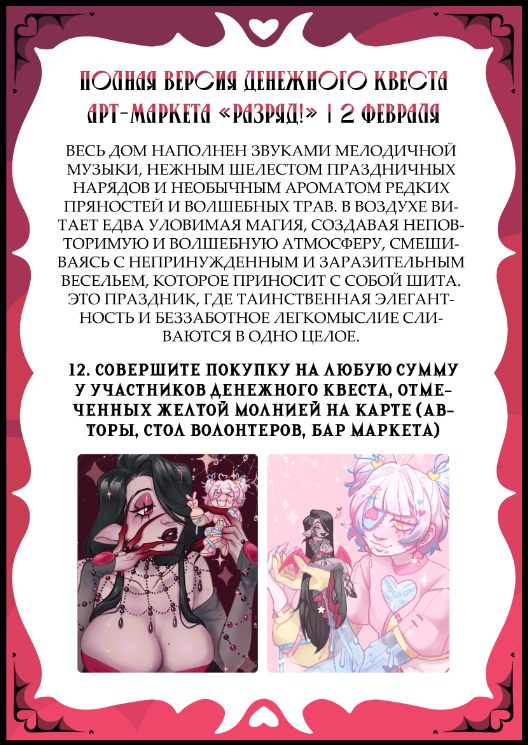 ПОЛНАЯ ВЕРСИЯ ДЕНЕЖНОГО КВЕСТА
АРТ-МАРКЕТА «РАЗРЯД!» | 2 ФЕВРАЛЯ
ВЕСЬ ДОМ НАПОЛНЕН ЗВУКАМИ МЕЛОДИЧНОЙ
МУЗЫКИ, НЕЖНЫМ ШЕЛЕСТОМ ПРАЗДНИЧНЫХ
НАРЯДОВ И НЕОБЫЧНЫМ АРОМАТОМ РЕДКИХ
ПРЯНОСТЕЙ И ВОЛШЕБНЫХ ТРАВ. В ВОЗДУХЕ ВИ-
ТАЕТ ЕДВА УЛОВИМАЯ МАГИЯ, СОЗДАВАЯ НЕПОВ-
ТОРИМУЮ И ВОЛШЕБНУЮ АТМОСФЕРУ, СМЕШИ-
ВАЯСЬ С НЕПРИНУЖДЕННЫМ И ЗАРАЗИТЕЛЬНЫМ
ВЕСЕЛЬЕМ, КОТОРОЕ ПРИНОСИТ С СОБОЙ ШИТА.
ЭТО ПРАЗДНИК, ГДЕ ТАИНСТВЕННАЯ ЭЛЕГАНТ-
НОСТЬ И БЕЗЗАБОТНОЕ ЛЕГКОМЫСЛИЕ СЛИ-
ВАЮТСЯ В ОДНО ЦЕЛОЕ.
12. СОВЕРШИТЕ ПОКУПКУ НА ЛЮБУЮ СУММУ
У УЧАСТНИКОВ ДЕНЕЖНОГО КВЕСТА, ОТМЕ-
ЧЕННЫХ ЖЕЛТОЙ МОЛНИЕЙ НА КАРТЕ (АВ-
ТОРЫ, СТОЛ ВОЛОНТЕРОВ, БАР МАРКЕТА)